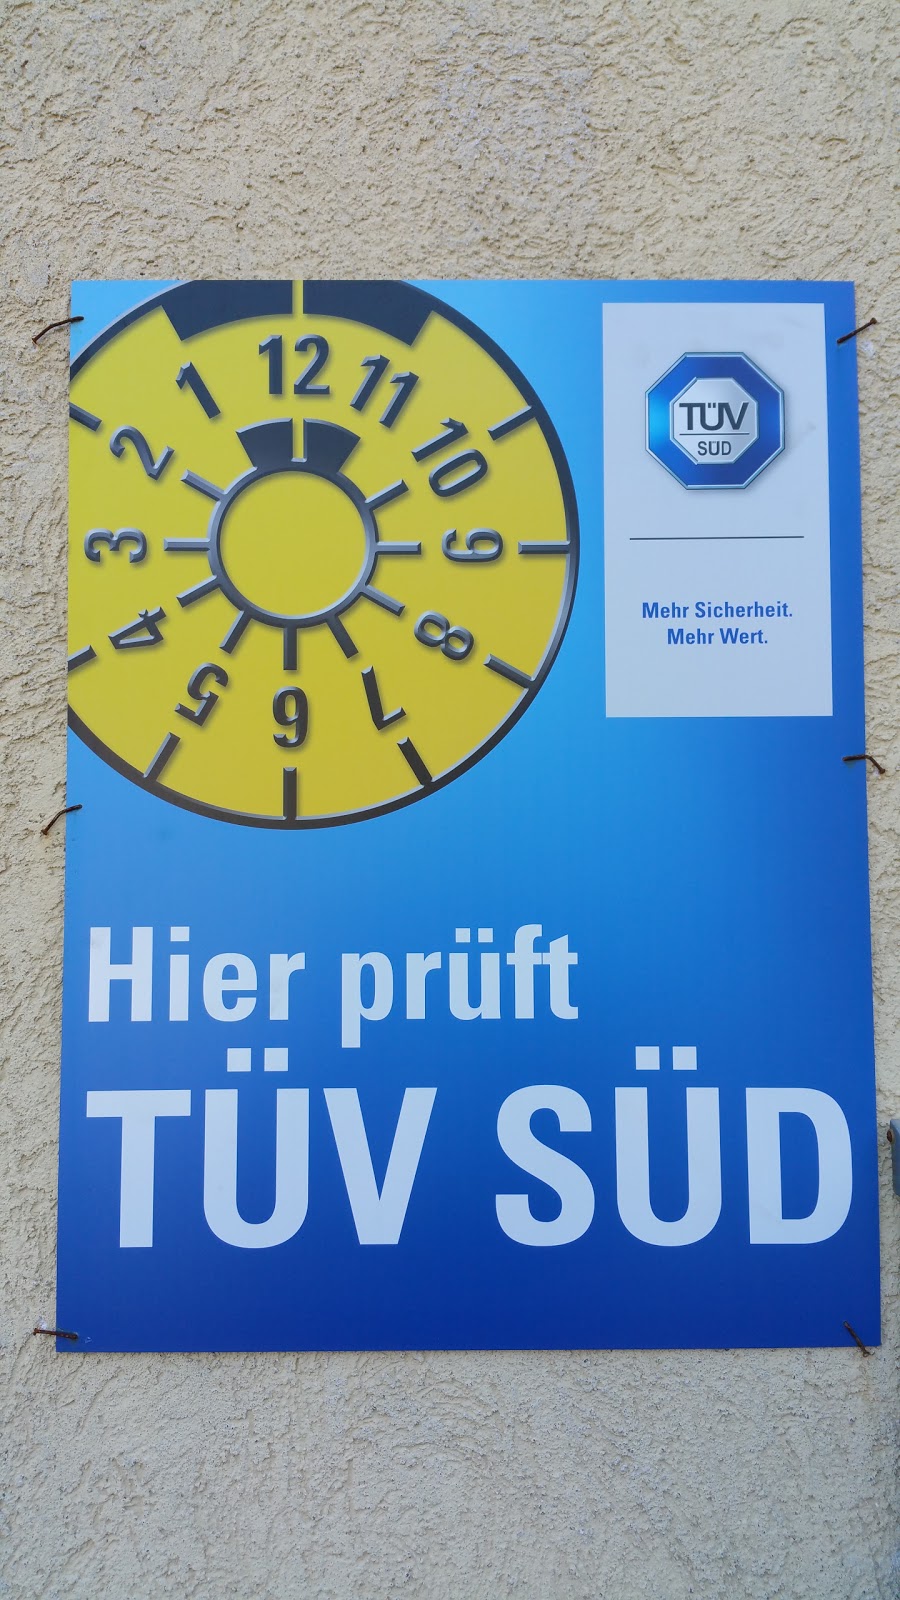 12
1
11
2
10
3
9
4
8
5
7
6
TÜV
SÜD
Mehr Sicherheit.
Mehr Wert.
Hier prüft
TÜV SÜD